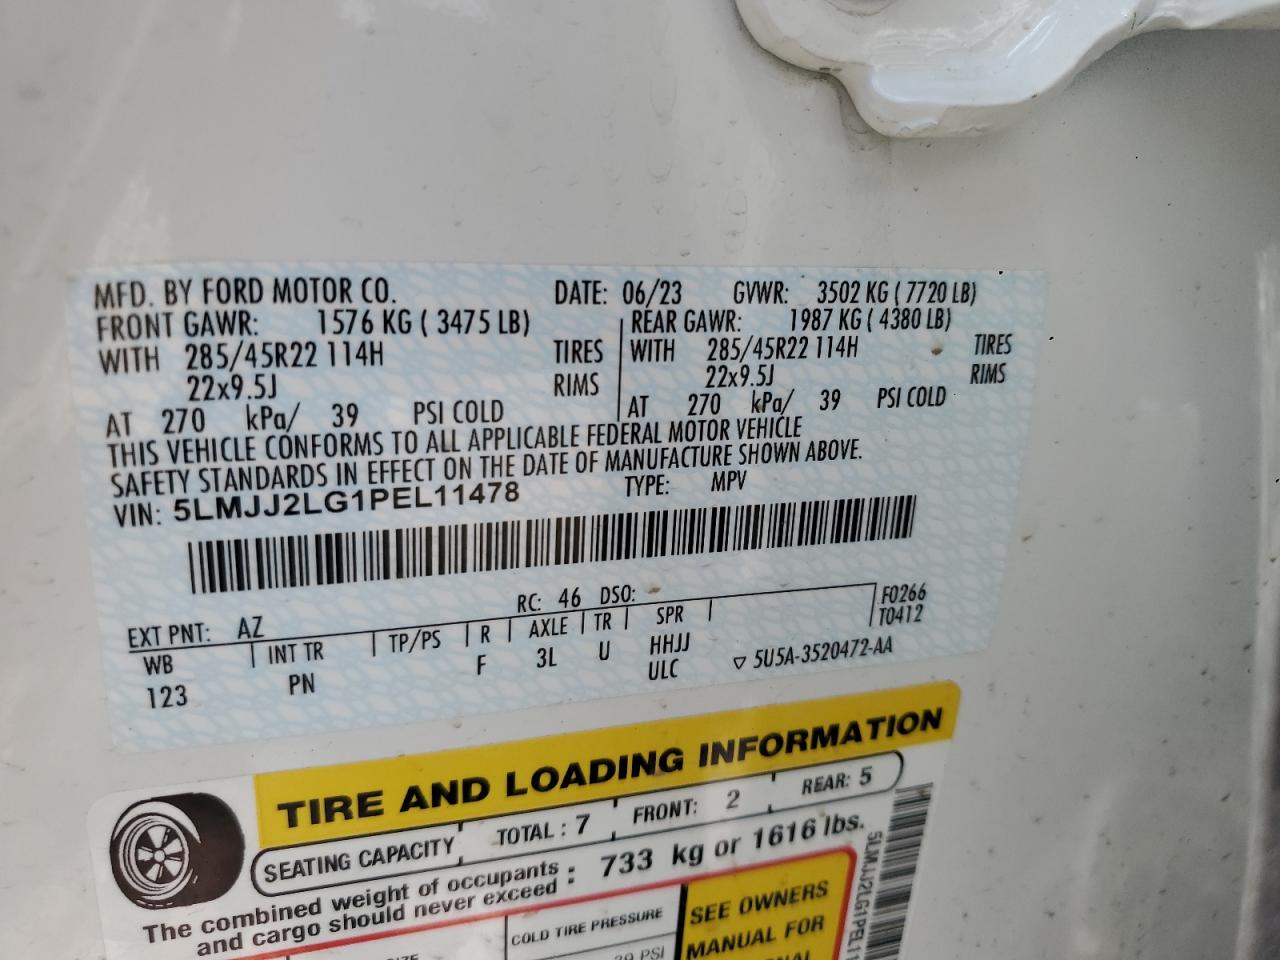 MFD. BY FORD MOTOR CO. DATE: 06/23 GVWR: 3502 KG ( 7720 LB)
FRONT GAWR: 1576 KG ( 3475 LB) REAR GAWR: 1987 KG ( 4380 LB)
WITH 285/45R22 114H TIRES WITH 285/45R22 114H TIRES
22x9.5J RIMS 22x9.5J RIMS
AT 270 kPa/ 39 PSI COLD AT 270 kPa/ 39 PSI COLD
THIS VEHICLE CONFORMS TO ALL APPLICABLE FEDERAL MOTOR VEHICLE
SAFETY STANDARDS IN EFFECT ON THE DATE OF MANUFACTURE SHOWN ABOVE.
VIN: 5LMJJ2LG1PEL11478 TYPE: MPV
EXT PNT: AZ RC: 46 DSO: F0266
WB INT TR TP/PS R AXLE TR SPR T0412
123 PN F 3L U HHJJ
ULC ▽ 5U5A-3520472-AA
TIRE AND LOADING INFORMATION
SEATING CAPACITY TOTAL : 7 FRONT: 2 REAR: 5
The combined weight of occupants
and cargo should never exceed : 733 kg or 1616 lbs.
COLD TIRE PRESSURE
39 PSI
SEE OWNERS
MANUAL FOR
5LMJJ2LG1PEL11